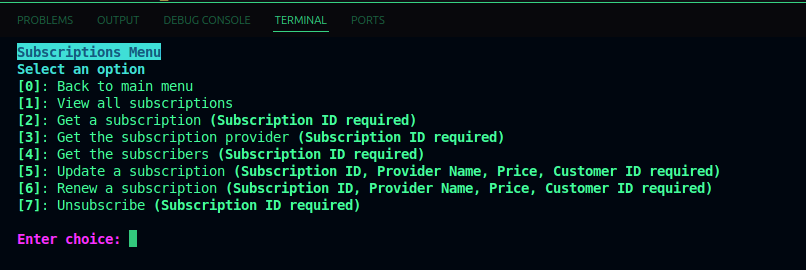 PROBLEMS OUTPUT DEBUG CONSOLE TERMINAL PORTS
Subscriptions Menu
Select an option
[0]: Back to main menu
[1]: View all subscriptions
[2]: Get a subscription (Subscription ID required)
[3]: Get the subscription provider (Subscription ID required)
[4]: Get the subscribers (Subscription ID required)
[5]: Update a subscription (Subscription ID, Provider Name, Price, Customer ID required)
[6]: Renew a subscription (Subscription ID, Provider Name, Price, Customer ID required)
[7]: Unsubscribe (Subscription ID required)
Enter choice: